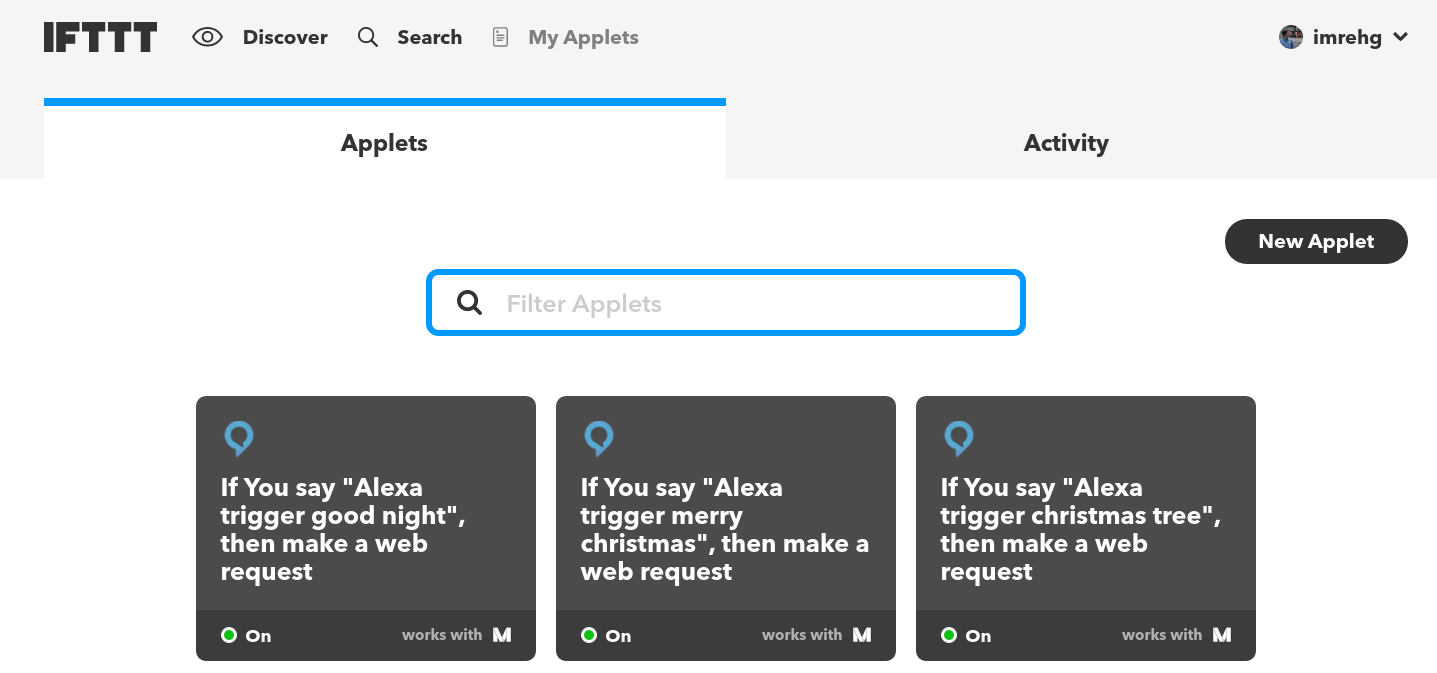 IFTTT Discover Search My Applets imrehg
Applets Activity
New Applet
Filter Applets
If You say "Alexa
trigger good night",
then make a web
request
On works with M
If You say "Alexa
trigger merry
christmas", then make a
web request
On works with M
If You say "Alexa
trigger christmas tree",
then make a web
request
On works with M